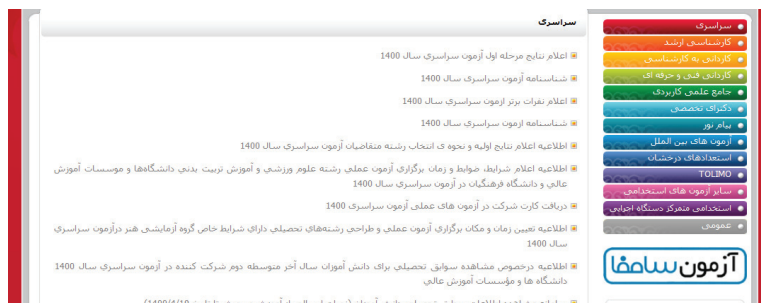 سراسری
اعلام نتایج مرحله اول آزمون سراسری سال 1400
شناسنامه آزمون سراسری سال 1400
اعلام نفرات برتر ازمون سراسری سال 1400
شناسنامه ازمون سراسری سال 1400
اطلاعیه اعلام نتایج اولیه و نحوه ی انتخاب رشته متقاضیان آزمون سراسری سال 1400
اطلاعیه اعلام شرایط، ضوابط و زمان برگزاری آزمون عملی رشته علوم ورزشی و آموزش تربیت بدنی دانشگاهها و موسسات آموزش
عالی و دانشگاه فرهنگیان در آزمون سراسری سال 1400
دریافت کارت شرکت در آزمون های عملی آزمون سراسری 1400
اطلاعیه تعیین زمان و مکان برگزاری آزمون عملی و طراحی رشته‌های تحصیلی دارای شرایط خاص گروه آزمایشی هنر درآزمون سراسری
سال 1400
اطلاعیه درخصوص مشاهده سوابق تحصیلی برای دانش آموزان سال آخر متوسطه دوم شرکت کننده در آزمون سراسری سال 1400
دانشگاه ها و مؤسسات آموزش عالی
سراسری
کارشناسی ارشد
کاردانی به کارشناسی
کاردانی فنی و حرفه ای
جامع علمی کاربردی
دکترای تخصصی
پیام نور
آزمون های بین الملل
استعدادهای درخشان
TOLIMO
سایر آزمون های استخدامی
استخدامی متمرکز دستگاه اجرایی
عمومی
آزمون سامفا